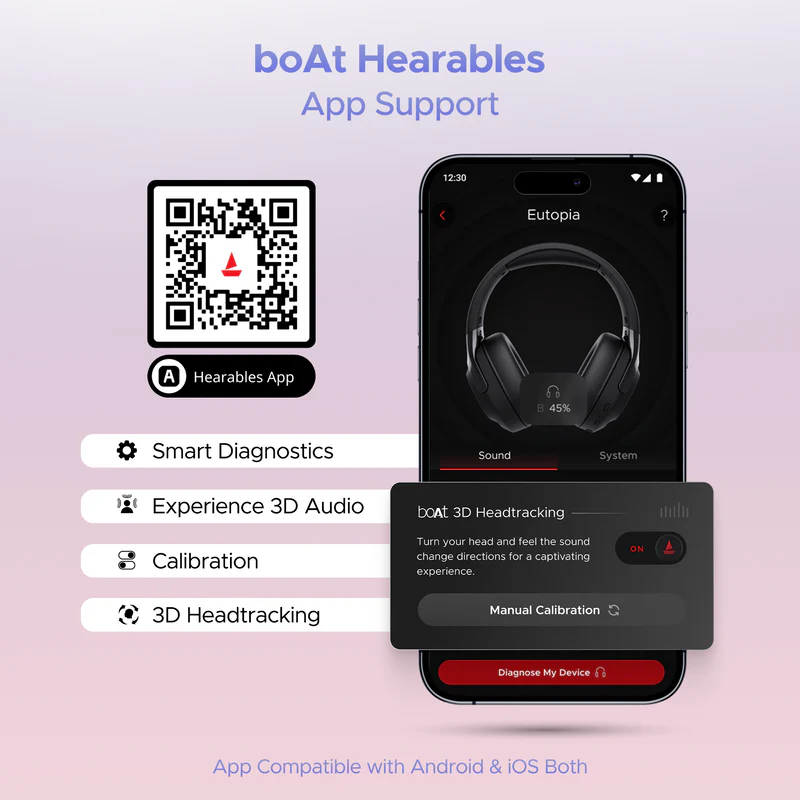 boAt Hearables
App Support
A
Hearables App
Smart Diagnostics
Experience 3D Audio
Calibration
3D Headtracking
12:30
Eutopia
?
B 45%
Sound
System
boAt 3D Headtracking
Turn your head and feel the sound
change directions for a captivating
experience.
ON
Manual Calibration
Diagnose My Device
App Compatible with Android & iOS Both